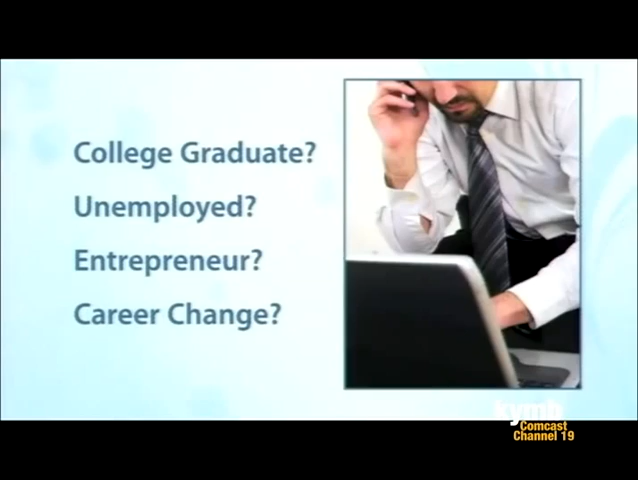 College Graduate?
Unemployed?
Entrepreneur?
Career Change?
kymb
Comcast
Channel 19